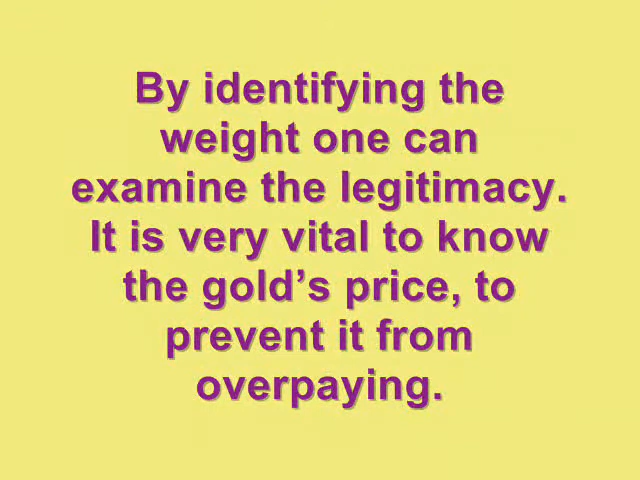 By identifying the
weight one can
examine the legitimacy.
It is very vital to know
the gold’s price, to
prevent it from
overpaying.